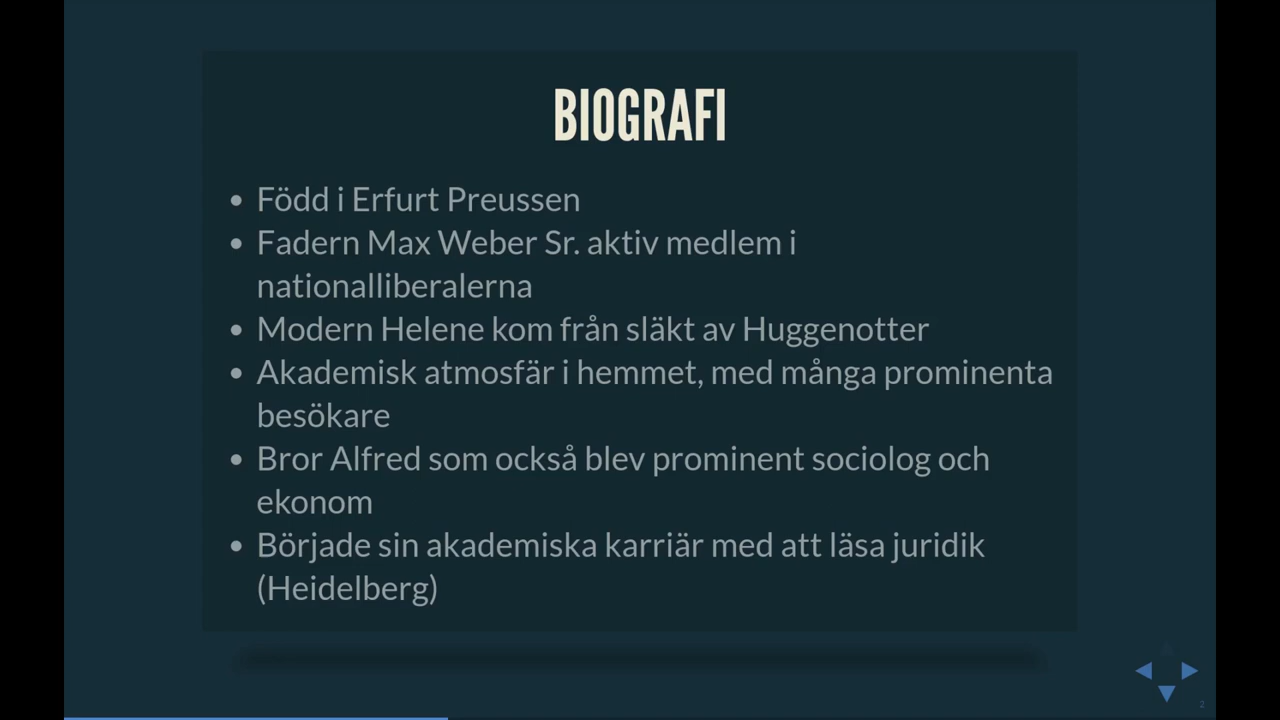 BIOGRAFI
• Född i Erfurt Preussen
• Fadern Max Weber Sr. aktiv medlem i
nationalliberalerna
• Modern Helene kom från släkt av Huggenotter
• Akademisk atmosfär i hemmet, med många prominenta
besökare
• Bror Alfred som också blev prominent sociolog och
ekonom
• Började sin akademiska karriär med att läsa juridik
(Heidelberg)
2